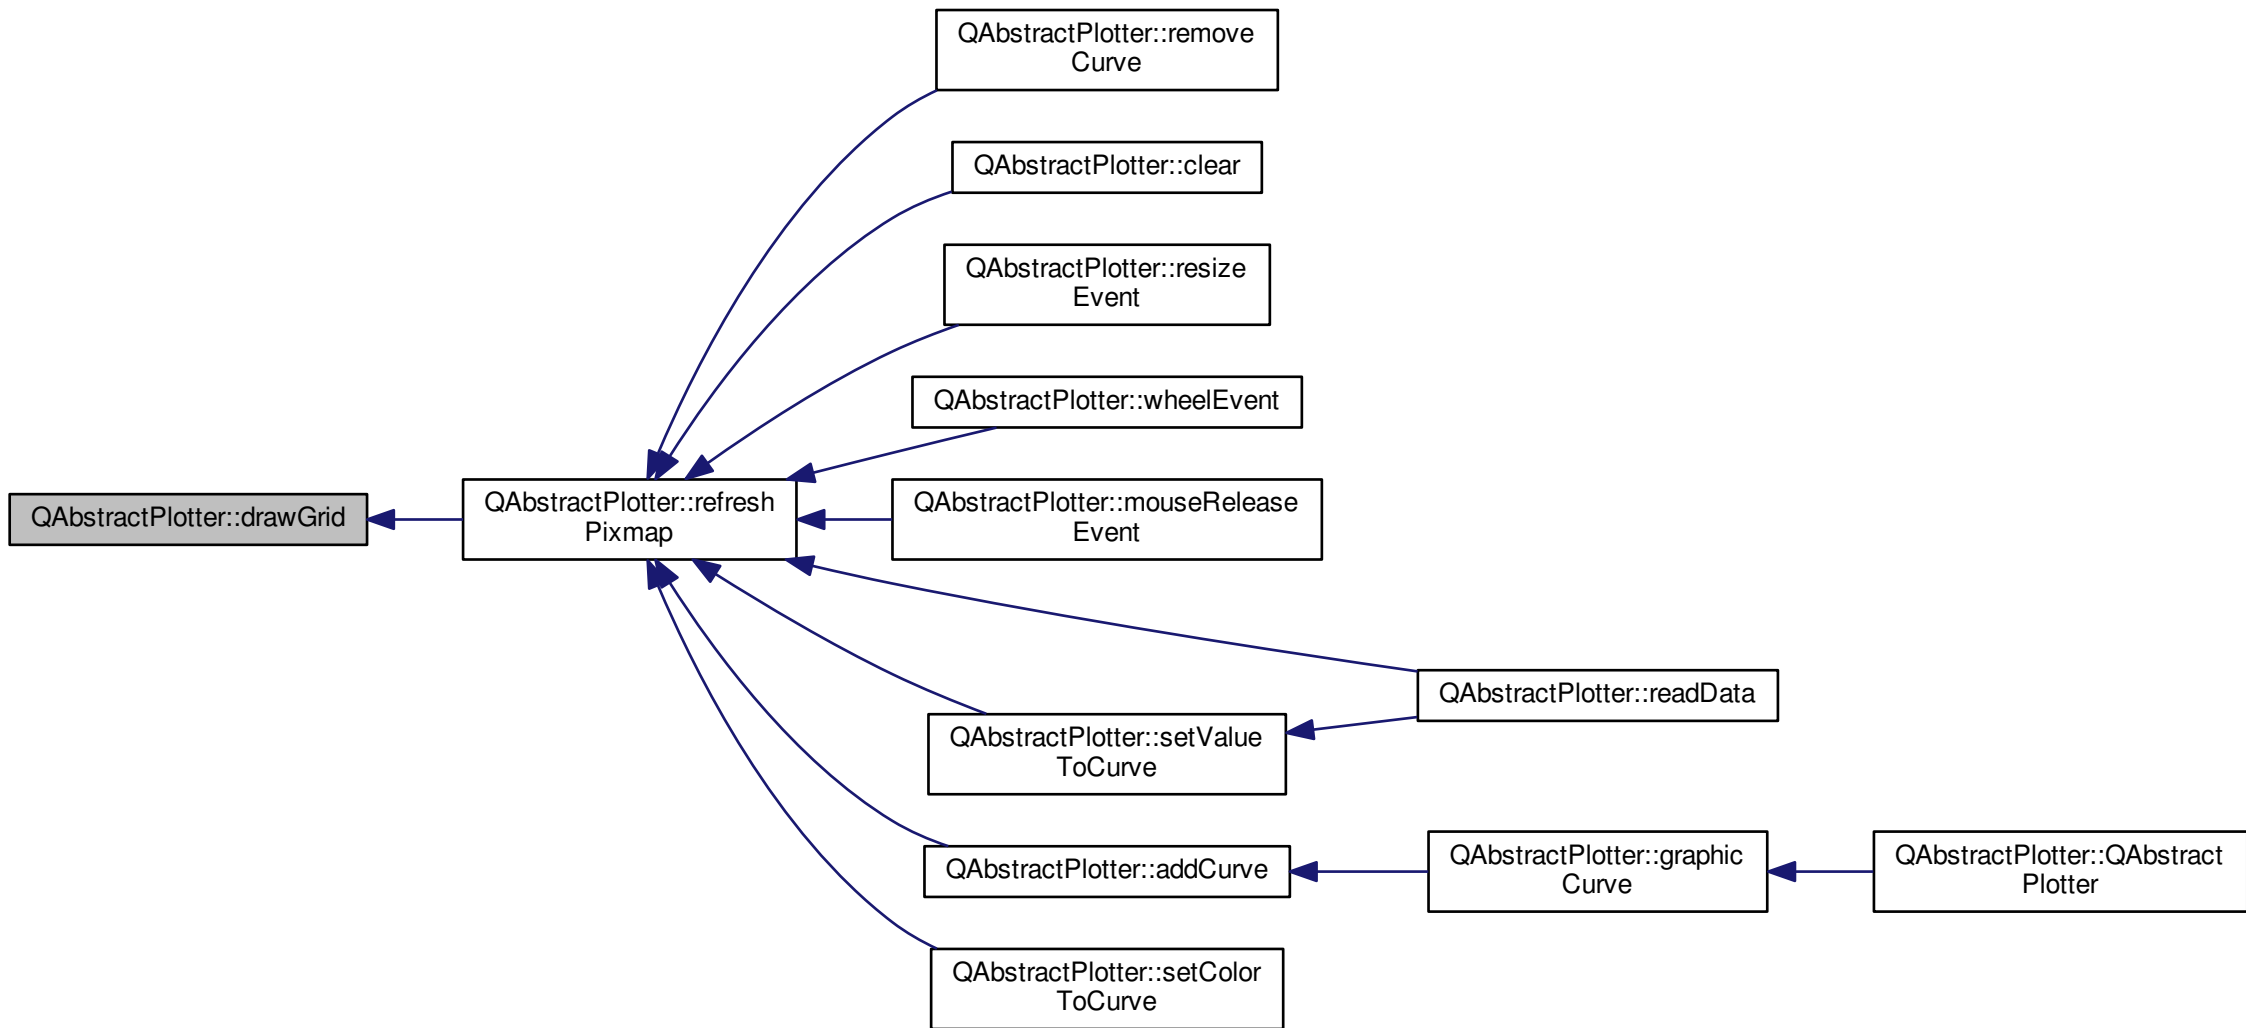 QAbstractPlotter::remove
Curve
QAbstractPlotter::clear
QAbstractPlotter::resize
Event
QAbstractPlotter::wheelEvent
QAbstractPlotter::drawGrid
QAbstractPlotter::refresh
Pixmap
QAbstractPlotter::mouseRelease
Event
QAbstractPlotter::readData
QAbstractPlotter::setValue
ToCurve
QAbstractPlotter::addCurve
QAbstractPlotter::graphic
Curve
QAbstractPlotter::QAbstract
Plotter
QAbstractPlotter::setColor
ToCurve